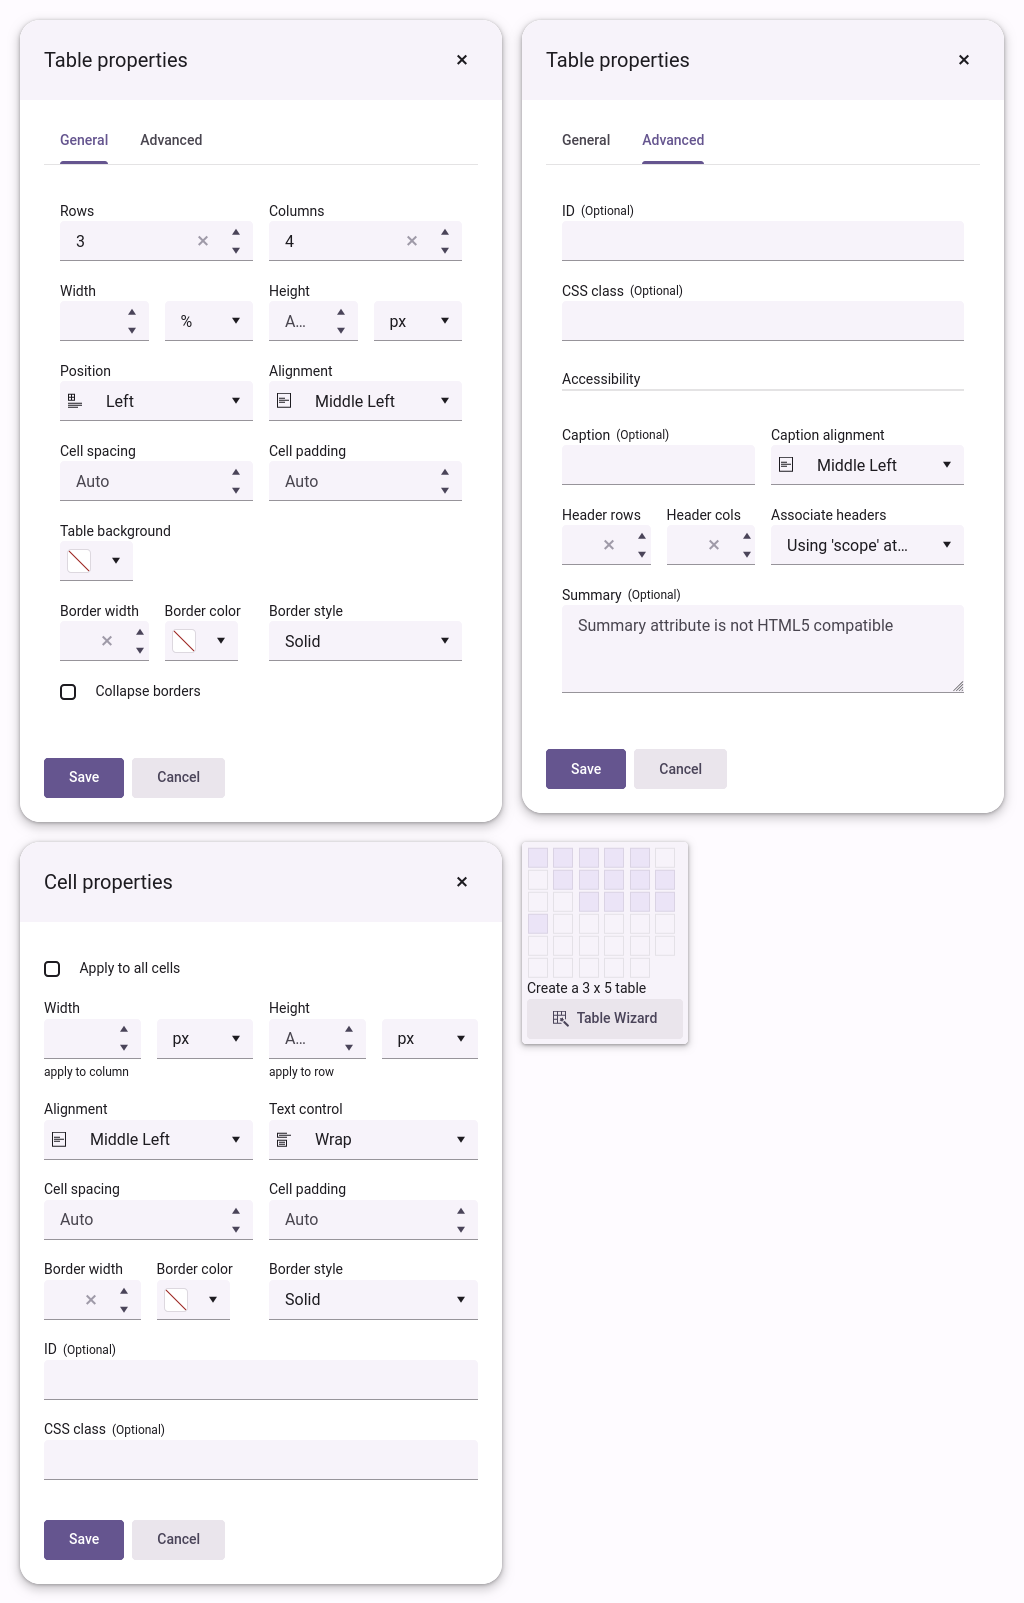 Table properties
General Advanced
Rows Columns
3 4
Width Height
% A... px
Position Alignment
Left Middle Left
Cell spacing Cell padding
Auto Auto
Table background
Border width Border color Border style
Solid
Collapse borders
Save Cancel
Table properties
General Advanced
ID (Optional)
CSS class (Optional)
Accessibility
Caption (Optional) Caption alignment
Middle Left
Header rows Header cols Associate headers
Using 'scope' at...
Summary (Optional)
Summary attribute is not HTML5 compatible
Save Cancel
Cell properties
Apply to all cells
Width Height
px A... px
apply to column apply to row
Alignment Text control
Middle Left Wrap
Cell spacing Cell padding
Auto Auto
Border width Border color Border style
Solid
ID (Optional)
CSS class (Optional)
Save Cancel
Create a 3 x 5 table
Table Wizard